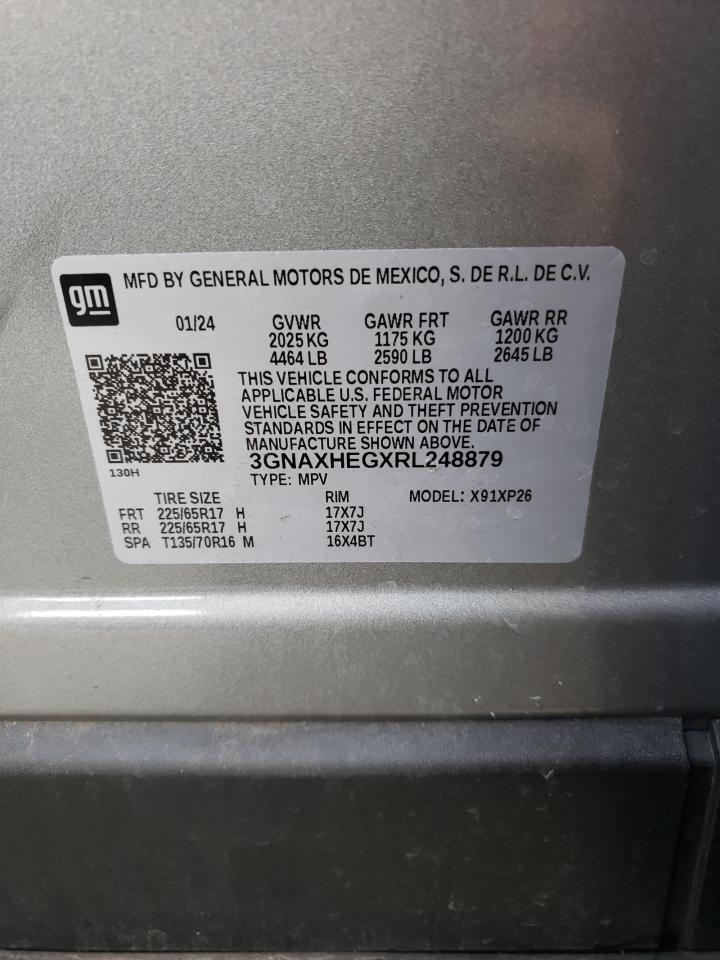 gm MFD BY GENERAL MOTORS DE MEXICO, S. DE R.L. DE C.V.
01/24 GVWR GAWR FRT GAWR RR
2025 KG 1175 KG 1200 KG
4464 LB 2590 LB 2645 LB
THIS VEHICLE CONFORMS TO ALL
APPLICABLE U.S. FEDERAL MOTOR
VEHICLE SAFETY AND THEFT PREVENTION
STANDARDS IN EFFECT ON THE DATE OF
MANUFACTURE SHOWN ABOVE.
130H
3GNAXHEGXRL248879
TYPE: MPV
TIRE SIZE RIM MODEL: X91XP26
FRT 225/65R17 H 17X7J
RR 225/65R17 H 17X7J
SPA T135/70R16 M 16X4BT